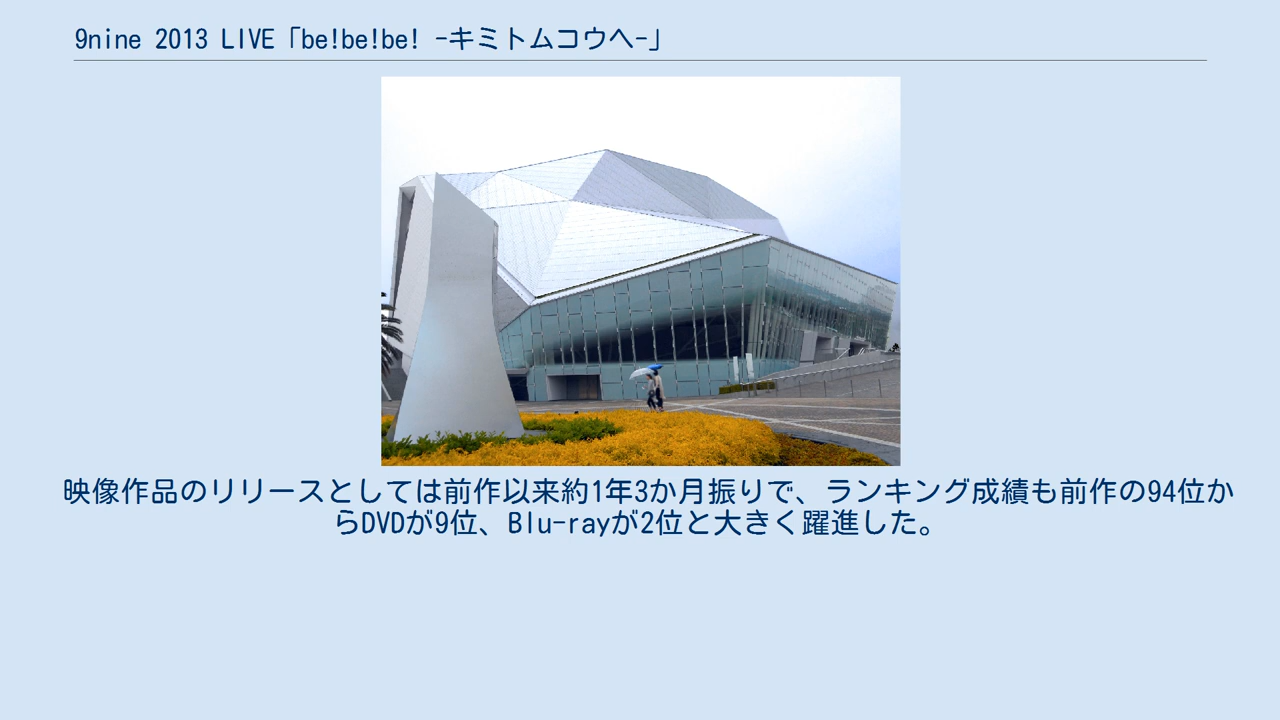 9nine 2013 LIVE「be!be!be! -キミトムコウへ-」
映像作品のリリースとしては前作以来約1年3か月振りで、ランキング成績も前作の94位か
らDVDが9位、Blu-rayが2位と大きく躍進した。